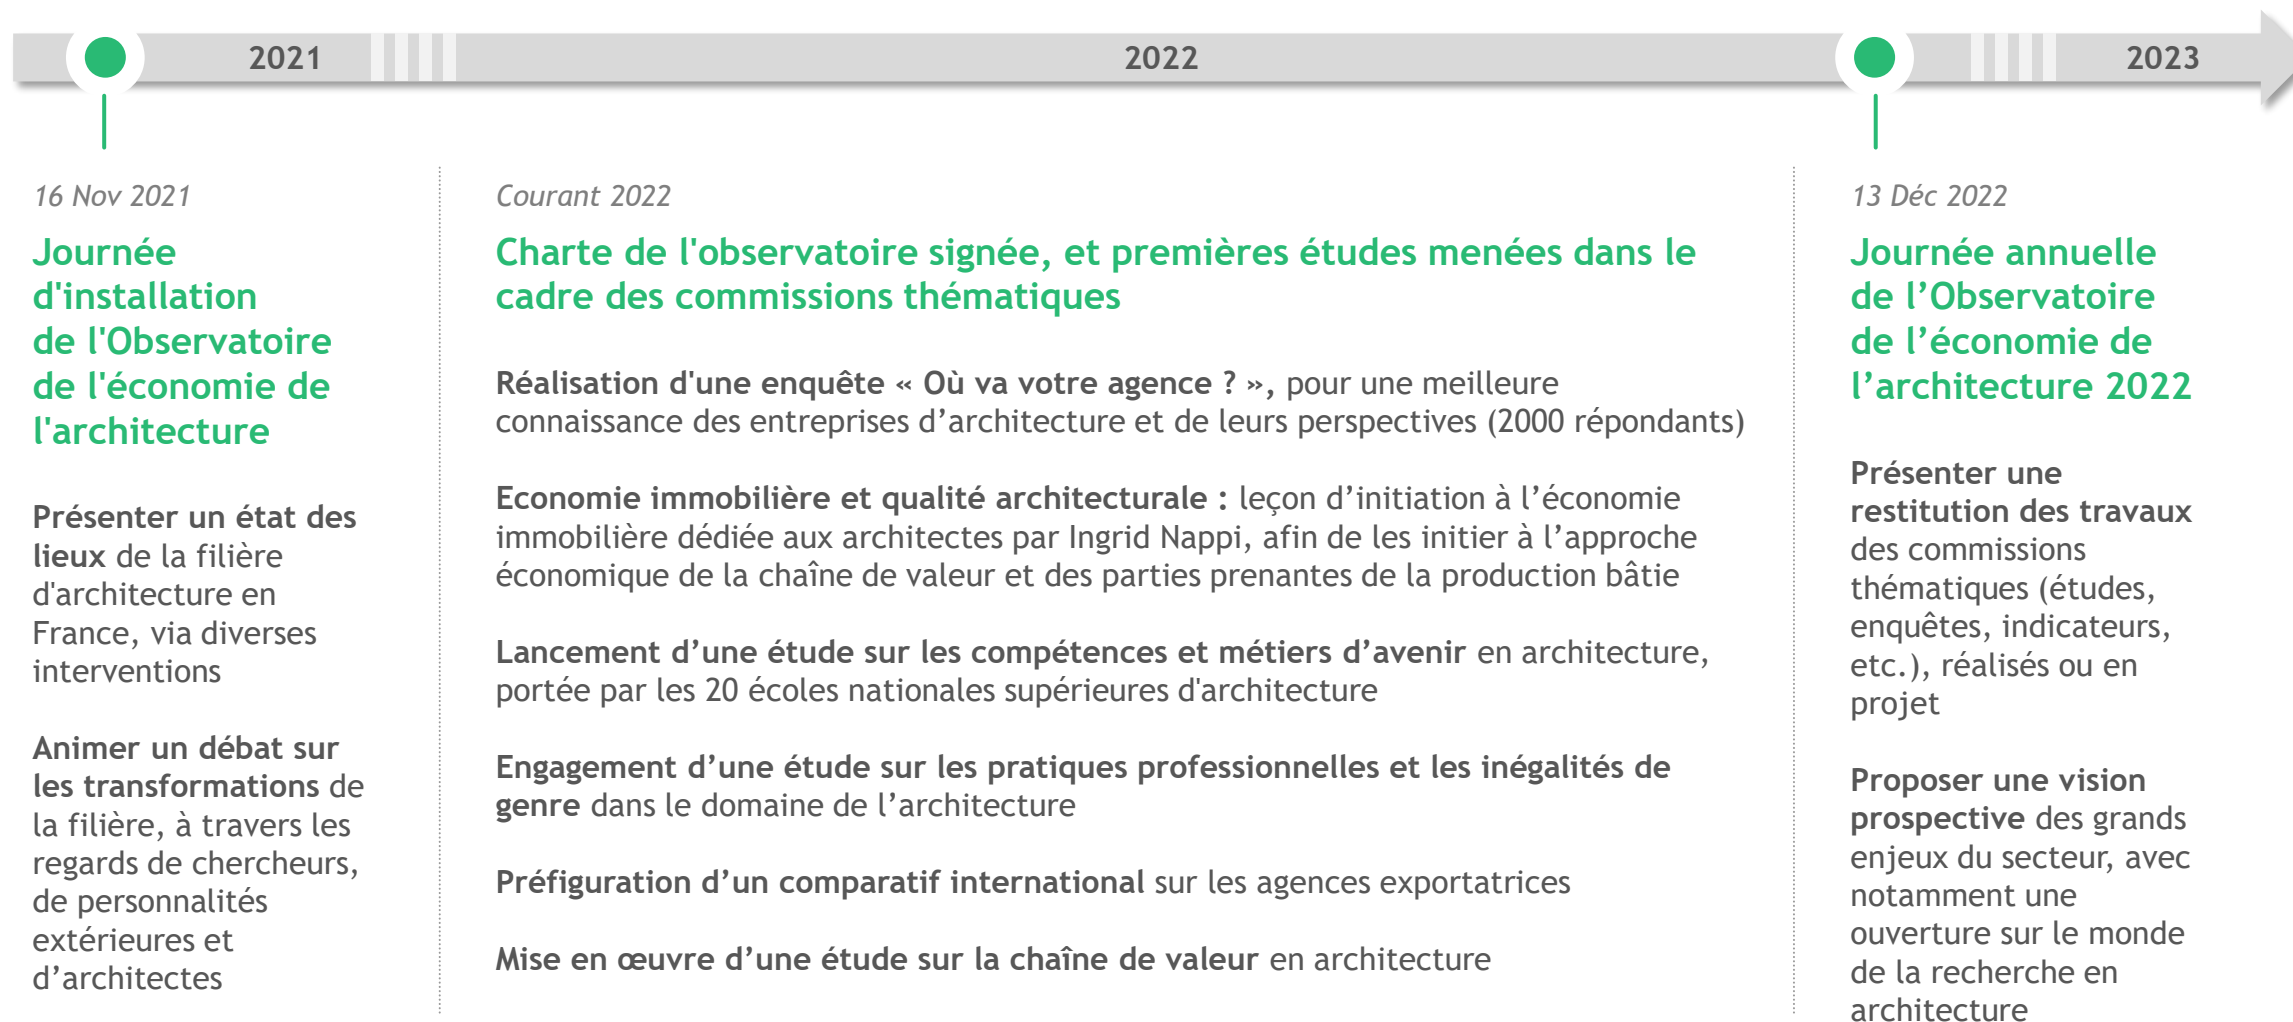 2021
2022
2023
16 Nov 2021
Journée
d'installation
de l'Observatoire
de l'économie de
l'architecture
Présenter un état des
lieux de la filière
d'architecture en
France, via diverses
interventions
Animer un débat sur
les transformations de
la filière, à travers les
regards de chercheurs,
de personnalités
extérieures et
d’architectes
Courant 2022
Charte de l'observatoire signée, et premières études menées dans le
cadre des commissions thématiques
Réalisation d'une enquête « Où va votre agence ? », pour une meilleure
connaissance des entreprises d’architecture et de leurs perspectives (2000 répondants)
Economie immobilière et qualité architecturale : leçon d’initiation à l’économie
immobilière dédiée aux architectes par Ingrid Nappi, afin de les initier à l’approche
économique de la chaîne de valeur et des parties prenantes de la production bâtie
Lancement d’une étude sur les compétences et métiers d’avenir en architecture,
portée par les 20 écoles nationales supérieures d'architecture
Engagement d’une étude sur les pratiques professionnelles et les inégalités de
genre dans le domaine de l’architecture
Préfiguration d’un comparatif international sur les agences exportatrices
Mise en œuvre d’une étude sur la chaîne de valeur en architecture
13 Déc 2022
Journée annuelle
de l’Observatoire
de l’économie de
l’architecture 2022
Présenter une
restitution des travaux
des commissions
thématiques (études,
enquêtes, indicateurs,
etc.), réalisés ou en
projet
Proposer une vision
prospective des grands
enjeux du secteur, avec
notamment une
ouverture sur le monde
de la recherche en
architecture